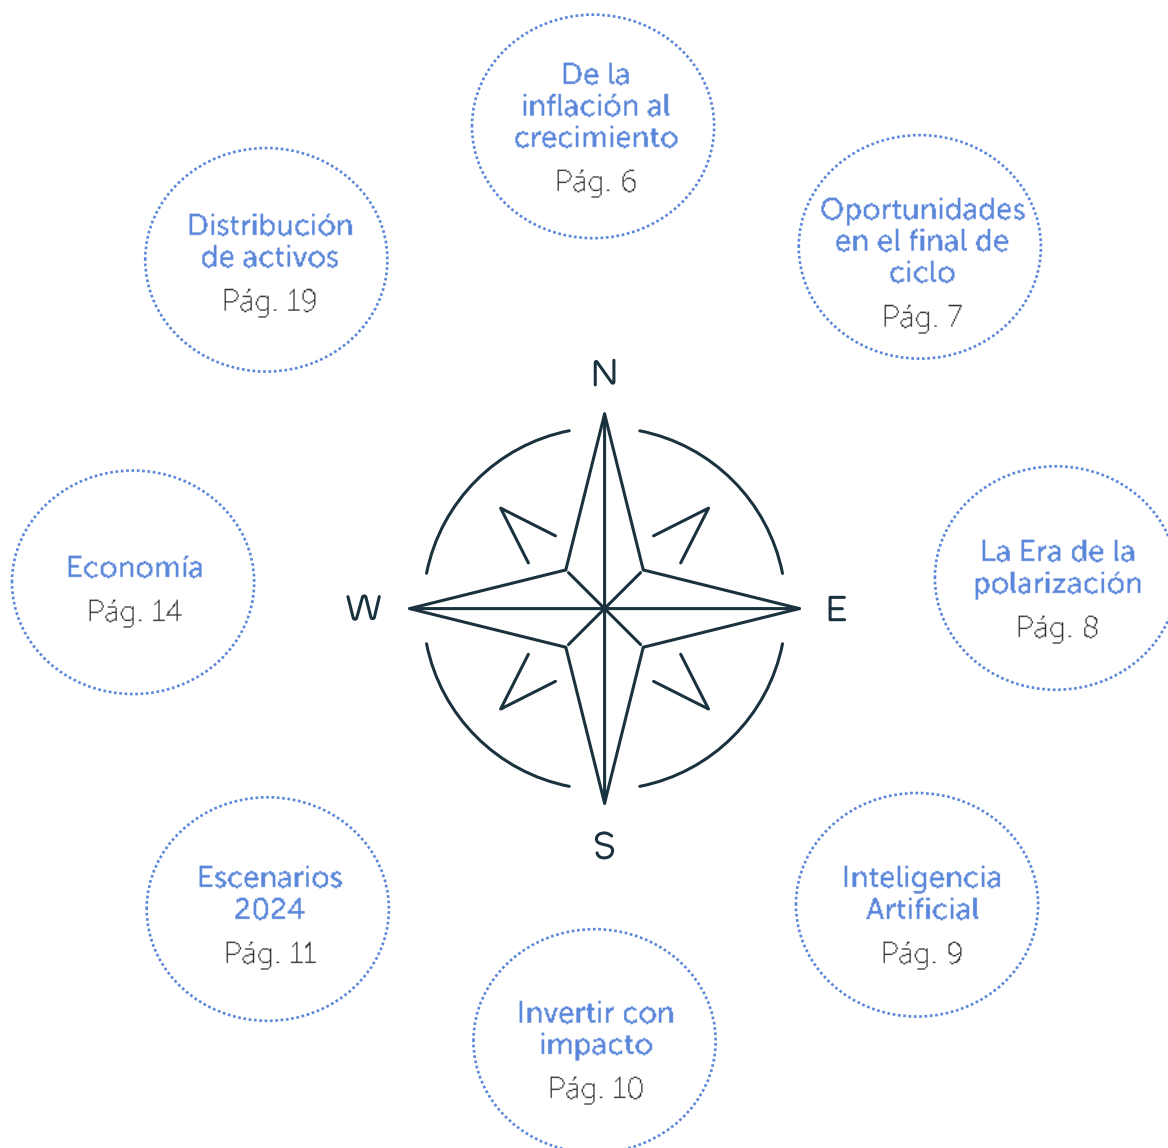 De la
inflación al
crecimiento
Pág. 6
Oportunidades
en el final de
ciclo
Pág. 7
Distribución
de activos
Pág. 19
N
La Era de la
polarización
Pág. 8
Economía
Pág. 14
W
E
S
Escenarios
2024
Pág. 11
Inteligencia
Artificial
Pág. 9
Invertir con
impacto
Pág. 10